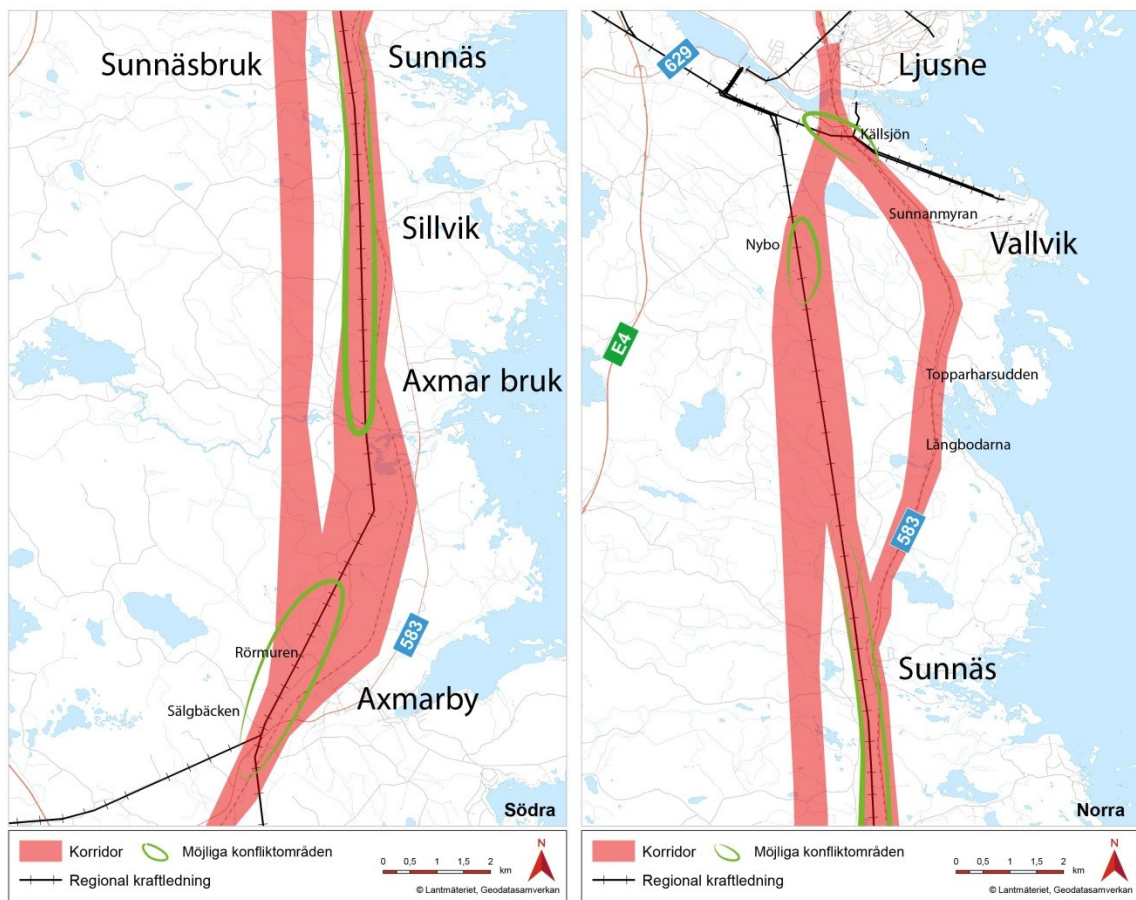 Sunnäsbruk
Sunnäs
Sillvik
Axmar bruk
583
Rörmuren
Sälgbäcken
Axmarby
Södra
Korridor
Möjliga konfliktområden
Regional kraftledning
0 0,5 1 1,5 2
km
N
© Lantmäteriet, Geodatasamverkan
629
Ljusne
Källsjön
Sunnanmyran
Nybo
Vallvik
E4
Topparharsudden
Långbodarna
583
Sunnäs
Norra
Korridor
Möjliga konfliktområden
Regional kraftledning
0 0,5 1 1,5 2
km
N
© Lantmäteriet, Geodatasamverkan